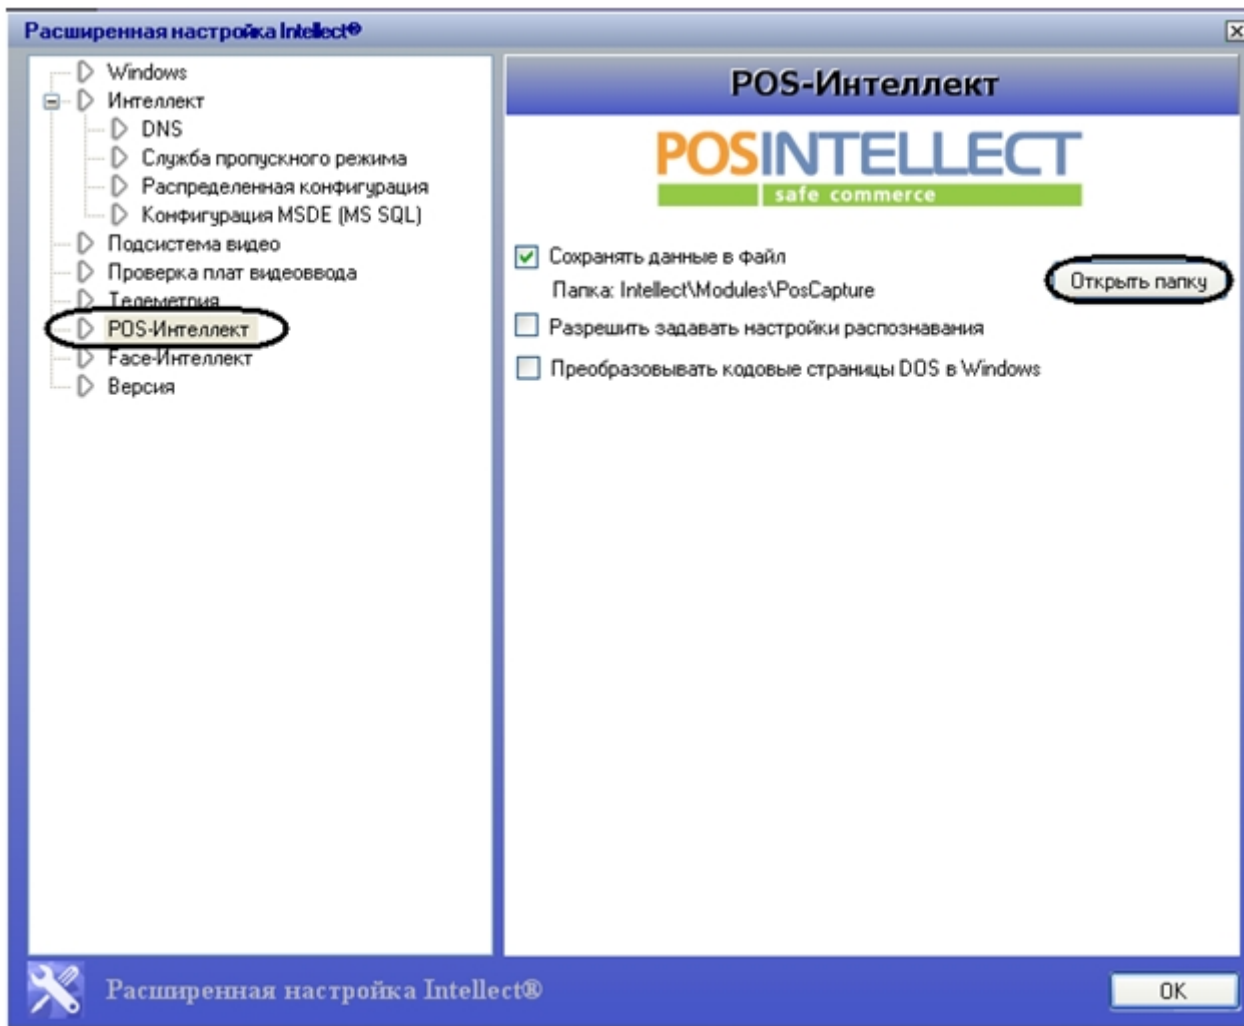 Расширенная настройка Intellect®
Windows
Интеллект
DNS
Служба пропускного режима
Распределенная конфигурация
Конфигурация MSDE (MS SQL)
Подсистема видео
Проверка плат видеоввода
Телеметрия
POS-Интеллект
Face-Интеллект
Версия
POS-Интеллект
POSINTELLECT
safe commerce
Сохранять данные в файл
Папка: Intellect\Modules\PosCapture
Открыть папку
Разрешить задавать настройки распознавания
Преобразовывать кодовые страницы DOS в Windows
Расширенная настройка Intellect®
OK